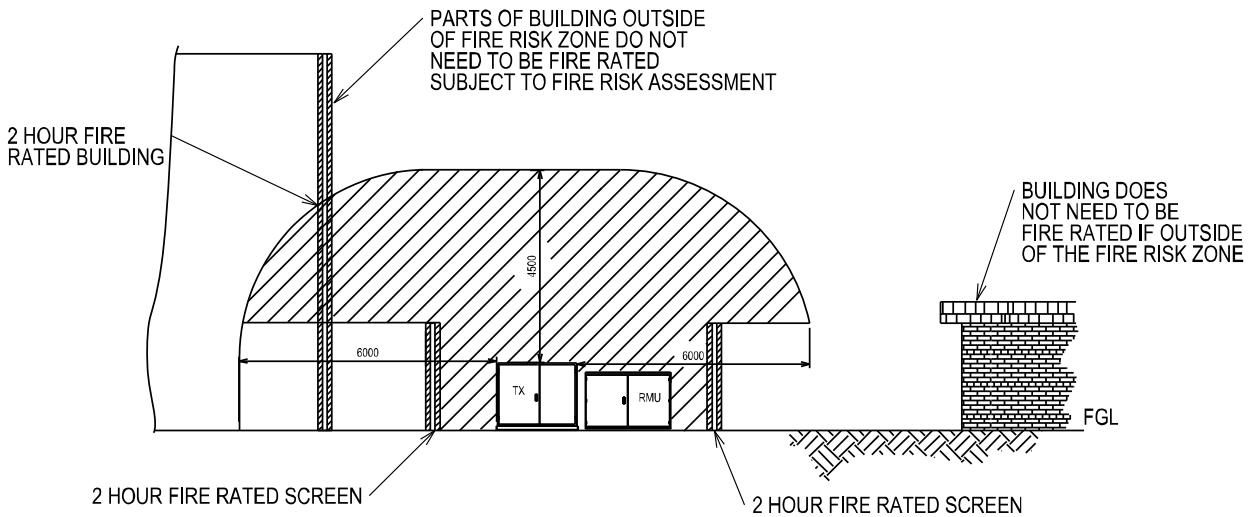 PARTS OF BUILDING OUTSIDE
OF FIRE RISK ZONE DO NOT
NEED TO BE FIRE RATED
SUBJECT TO FIRE RISK ASSESSMENT
2 HOUR FIRE
RATED BUILDING
BUILDING DOES
NOT NEED TO BE
FIRE RATED IF OUTSIDE
OF THE FIRE RISK ZONE
4500
6000
6000
TX
RMU
FGL
2 HOUR FIRE RATED SCREEN
2 HOUR FIRE RATED SCREEN